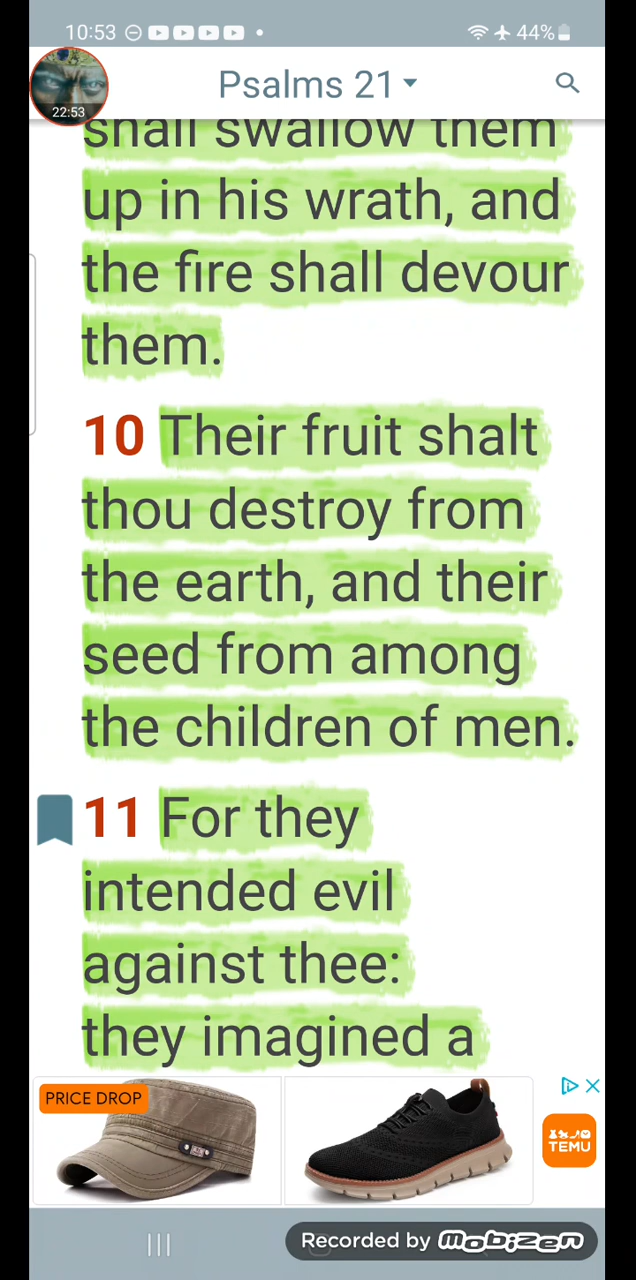 10:53
44%
22:53
Psalms 21
shall swallow them
up in his wrath, and
the fire shall devour
them.
10 Their fruit shalt
thou destroy from
the earth, and their
seed from among
the children of men.
11 For they
intended evil
against thee:
they imagined a
PRICE DROP
TEMU
Recorded by Mobizen